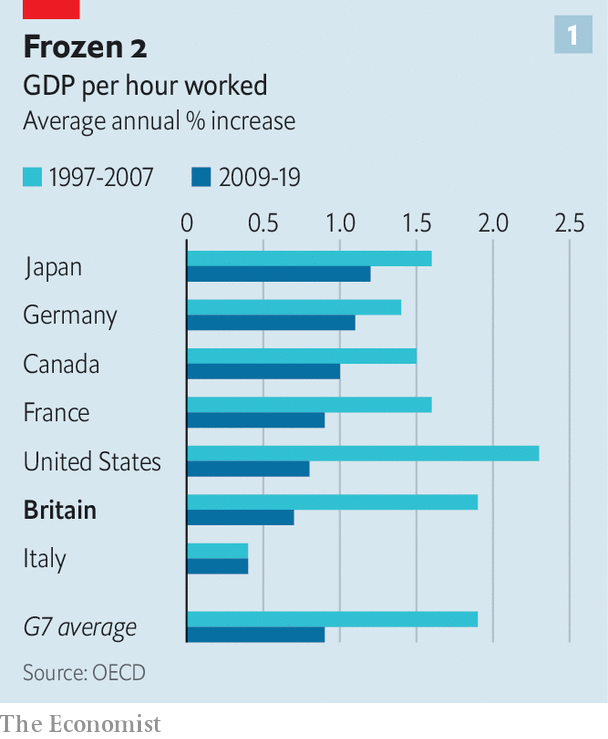 1
Frozen 2
GDP per hour worked
Average annual % increase
1997-2007 2009-19
0 0.5 1.0 1.5 2.0 2.5
Japan
Germany
Canada
France
United States
Britain
Italy
G7 average
Source: OECD
The Economist